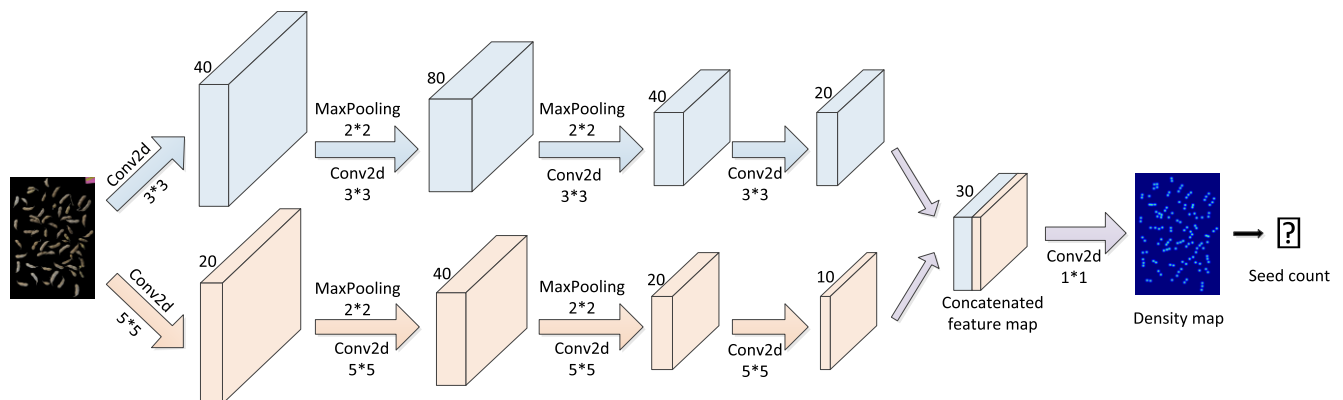 Conv2d
3*3
40
MaxPooling
2*2
Conv2d
3*3
80
MaxPooling
2*2
Conv2d
3*3
40
Conv2d
3*3
20
Conv2d
5*5
20
MaxPooling
2*2
Conv2d
5*5
40
MaxPooling
2*2
Conv2d
5*5
20
Conv2d
5*5
10
30
Concatenated
feature map
Conv2d
1*1
Density map
?
Seed count